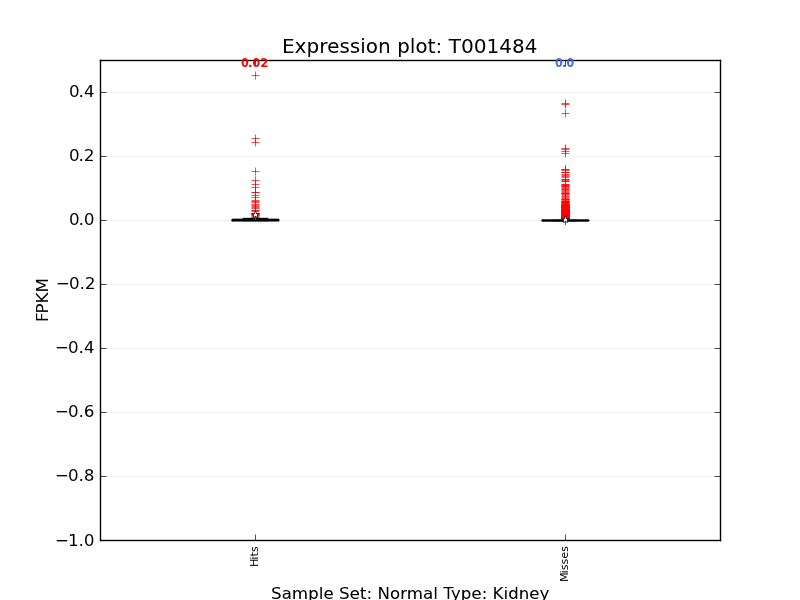 Expression plot: T001484
0.02
0.0
0.4
0.2
0.0
−0.2
−0.4
−0.6
−0.8
−1.0
FPKM
Hits
Misses
Sample Set: Normal Type: Kidney